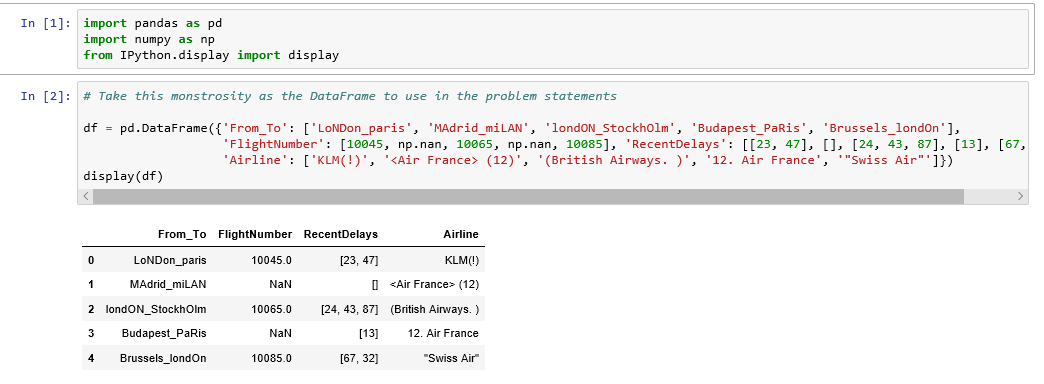 In [1]: import pandas as pd
import numpy as np
from IPython.display import display
In [2]: # Take this monstrosity as the DataFrame to use in the problem statements
df = pd.DataFrame({'From_To': ['LoNDon_paris', 'MAdrid_miLAN', 'londON_StockhOlm', 'Budapest_PaRis', 'Brussels_londOn'],
'FlightNumber': [10045, np.nan, 10065, np.nan, 10085], 'RecentDelays': [[23, 47], [], [24, 43, 87], [13], [67,
'Airline': ['KLM(!)', '<Air France> (12)', '(British Airways. )', '12. Air France', '"Swiss Air"']})
display(df)
From_To FlightNumber RecentDelays Airline
0 LoNDon_paris 10045.0 [23, 47] KLM(!)
1 MAdrid_miLAN NaN [] <Air France> (12)
2 londON_StockhOlm 10065.0 [24, 43, 87] (British Airways. )
3 Budapest_PaRis NaN [13] 12. Air France
4 Brussels_londOn 10085.0 [67, 32] "Swiss Air"